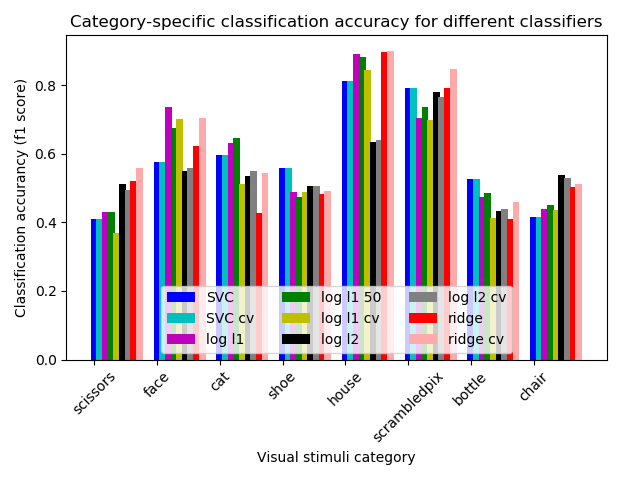 Category-specific classification accuracy for different classifiers
Classification accurancy (f1 score)
0.8
0.6
0.4
0.2
0.0
SVC
SVC cv
log l1
log l1 50
log l1 cv
log l2
log l2 cv
ridge
ridge cv
scissors
face
cat
shoe
house
scrambledpix
bottle
chair
Visual stimuli category